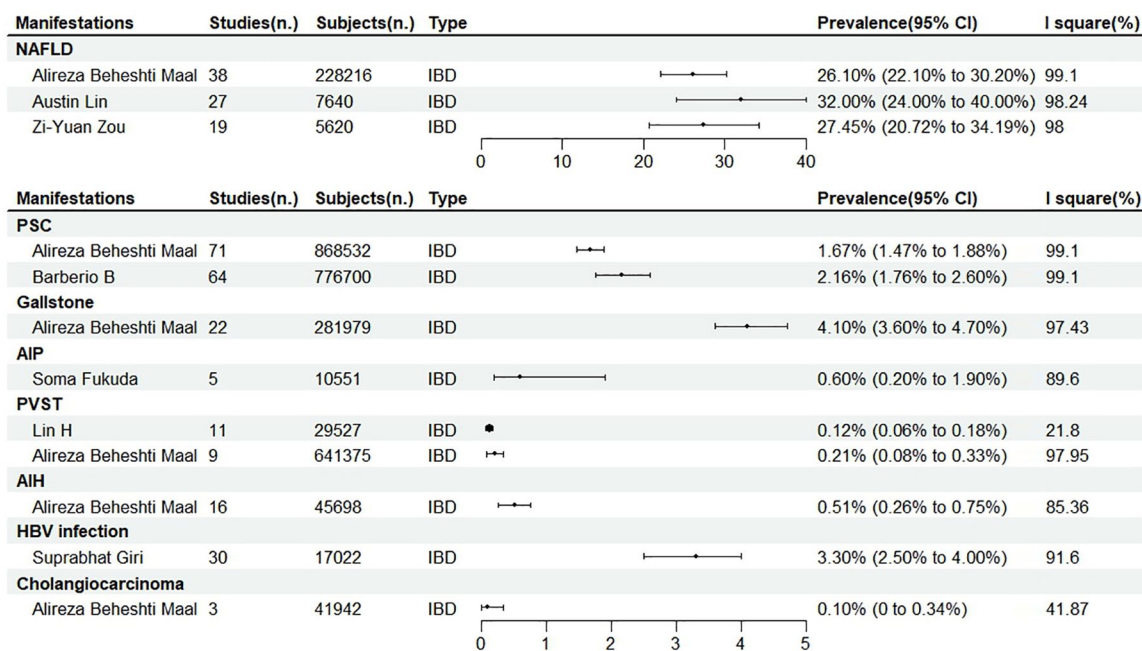 Manifestations Studies(n.) Subjects(n.) Type Prevalence(95% CI) I square(%)
NAFLD
Alireza Beheshti Maal 38 228216 IBD 26.10% (22.10% to 30.20%) 99.1
Austin Lin 27 7640 IBD 32.00% (24.00% to 40.00%) 98.24
Zi-Yuan Zou 19 5620 IBD 27.45% (20.72% to 34.19%) 98
0 10 20 30 40
Manifestations Studies(n.) Subjects(n.) Type Prevalence(95% CI) I square(%)
PSC
Alireza Beheshti Maal 71 868532 IBD 1.67% (1.47% to 1.88%) 99.1
Barberio B 64 776700 IBD 2.16% (1.76% to 2.60%) 99.1
Gallstone
Alireza Beheshti Maal 22 281979 IBD 4.10% (3.60% to 4.70%) 97.43
AIP
Soma Fukuda 5 10551 IBD 0.60% (0.20% to 1.90%) 89.6
PVST
Lin H 11 29527 IBD 0.12% (0.06% to 0.18%) 21.8
Alireza Beheshti Maal 9 641375 IBD 0.21% (0.08% to 0.33%) 97.95
AIH
Alireza Beheshti Maal 16 45698 IBD 0.51% (0.26% to 0.75%) 85.36
HBV infection
Suprabhat Giri 30 17022 IBD 3.30% (2.50% to 4.00%) 91.6
Cholangiocarcinoma
Alireza Beheshti Maal 3 41942 IBD 0.10% (0 to 0.34%) 41.87
0 1 2 3 4 5